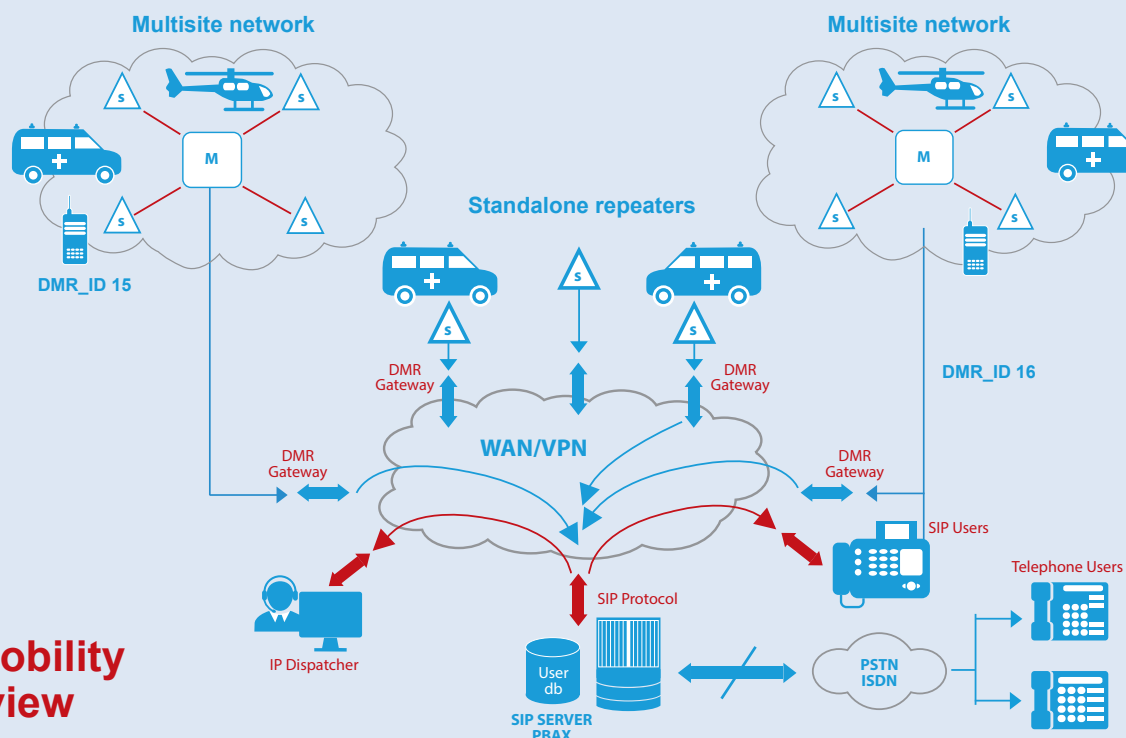 Multisite network
Multisite network
S
S
S
S
M
M
S
S
S
S
Standalone repeaters
DMR_ID 15
S
S
S
DMR
Gateway
DMR
Gateway
DMR_ID 16
WAN/VPN
DMR
Gateway
DMR
Gateway
SIP Users
Telephone Users
SIP Protocol
IP Dispatcher
User
db
PSTN
ISDN
SIP SERVER
PBAX
obility
view